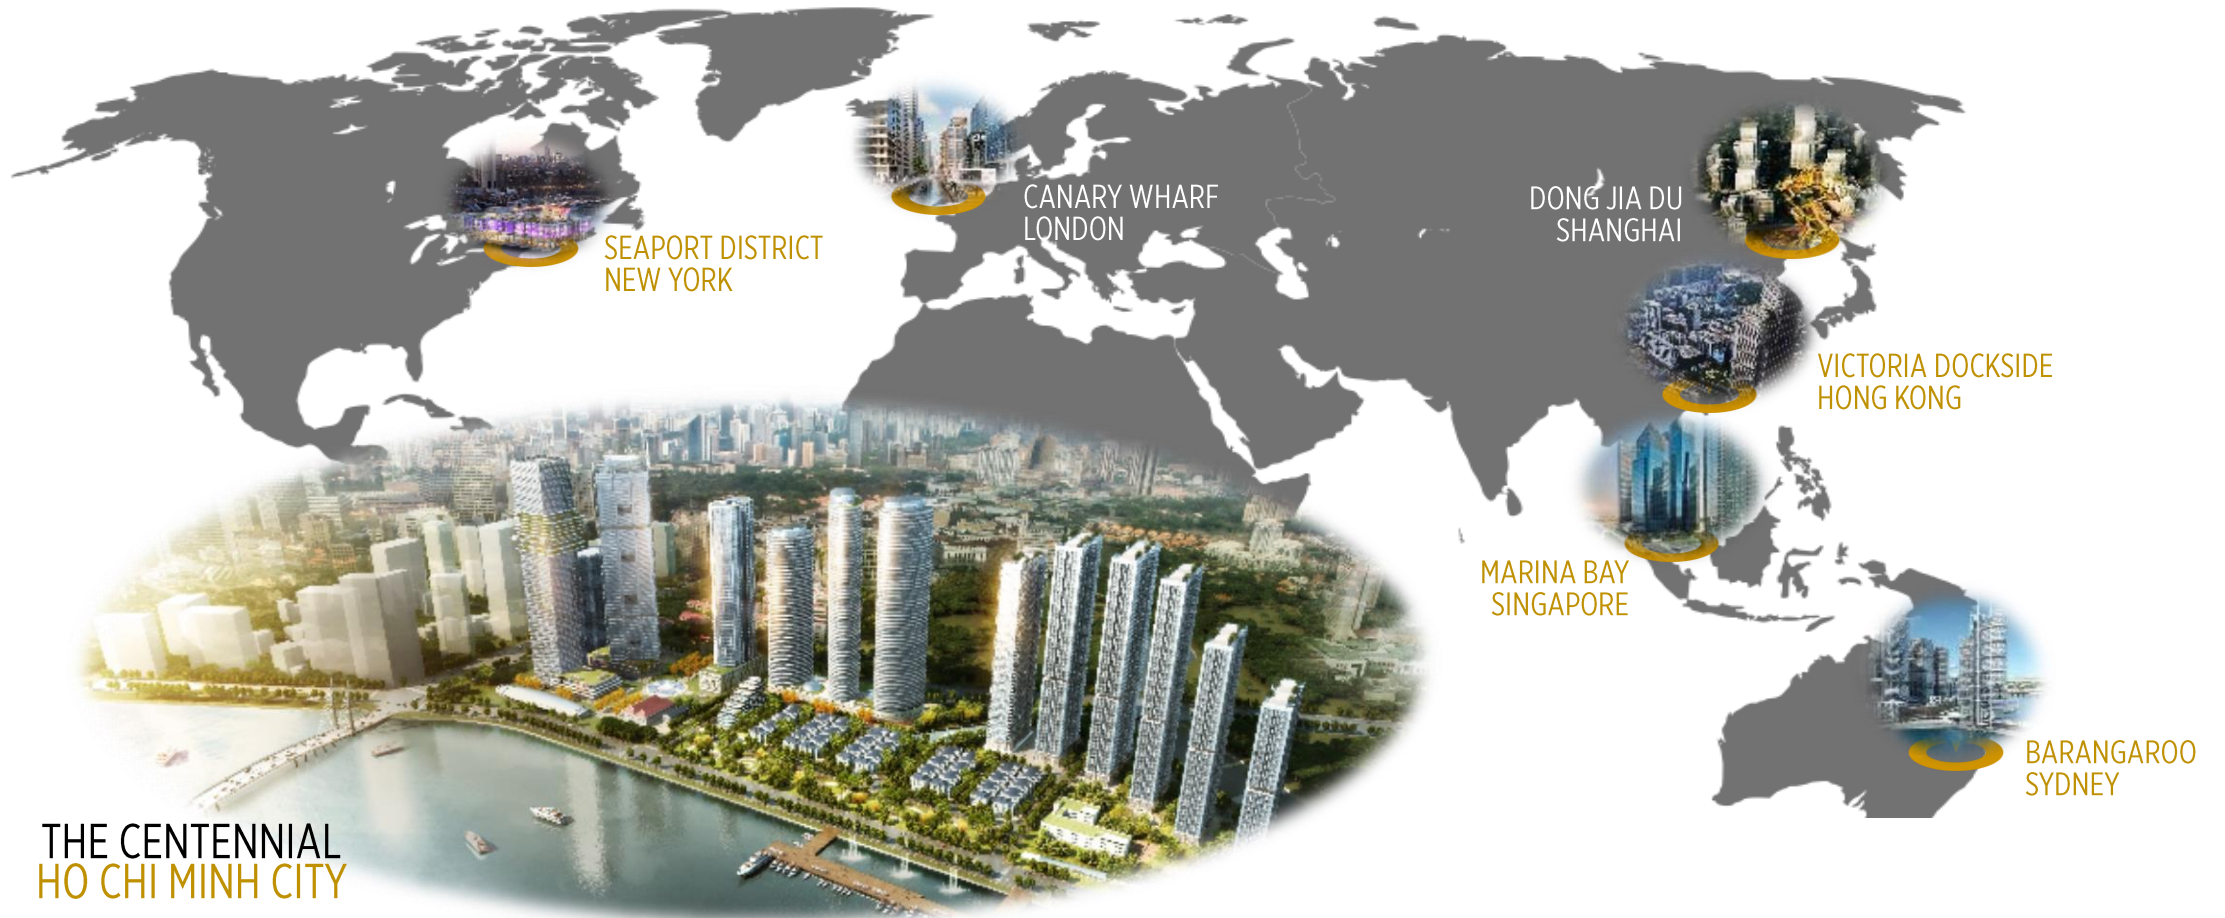 CANARY WHARF
LONDON
DONG JIA DU
SHANGHAI
SEAPORT DISTRICT
NEW YORK
VICTORIA DOCKSIDE
HONG KONG
MARINA BAY
SINGAPORE
BARANGAROO
SYDNEY
THE CENTENNIAL
HO CHI MINH CITY